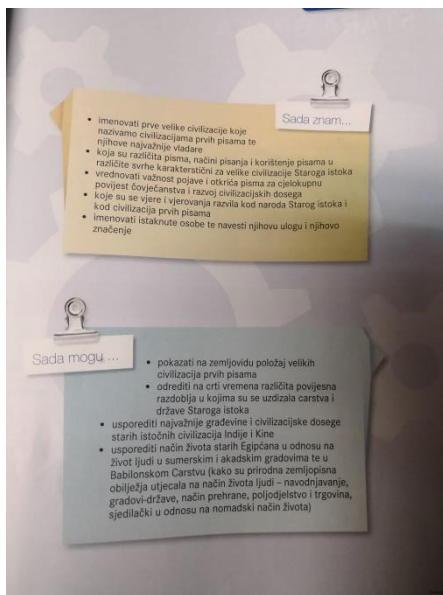 Sada znam...
• imenovati prve velike civilizacije koje
nazivamo civilizacijama prvih pisama te
njihove najvažnije vladare
• koja su različita pisma, načini pisanja i korištenje pisama u
različite svrhe karakteristični za velike civilizacije Staroga istoka
• vrednovati važnost pojave i otkrića pisma za cjelokupnu
povijest čovječanstva i razvoj civilizacijskih dosega
• koje su se vjere i vjerovanja razvila kod naroda Starog istoka i
kod civilizacija prvih pisama
• imenovati istaknute osobe te navesti njihovu ulogu i njihovo
značenje
Sada mogu ...
• pokazati na zemljovidu položaj velikih
civilizacija prvih pisama
• odrediti na crti vremena različita povijesna
razdoblja u kojima su se uzdizala carstva i
države Staroga istoka
• usporediti najvažnije građevine i civilizacijske dosege
starih istočnih civilizacija Indije i Kine
• usporediti način života starih Egipćana u odnosu na
život ljudi u sumerskim i akadskim gradovima te u
Babilonskom Carstvu (kako su prirodna zemljopisna
obilježja utjecala na način života ljudi – navodnjavanje,
gradovi-države, način prehrane, poljodjelstvo i trgovina,
sjedilački u odnosu na nomadski način života)